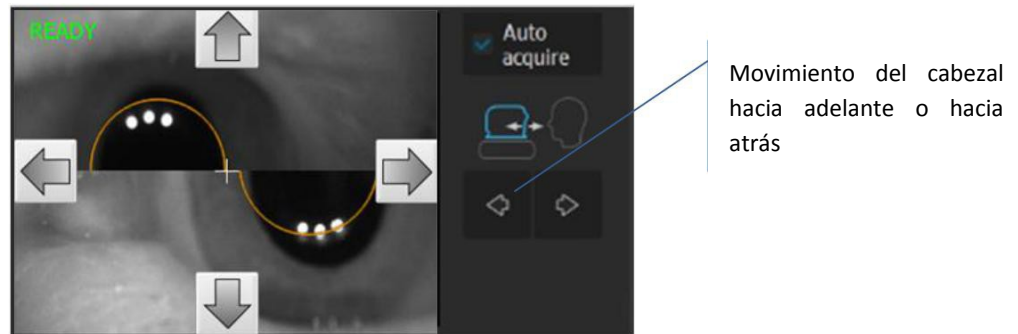 READY
Auto
acquire
Movimiento del cabezal
hacia adelante o hacia
atrás